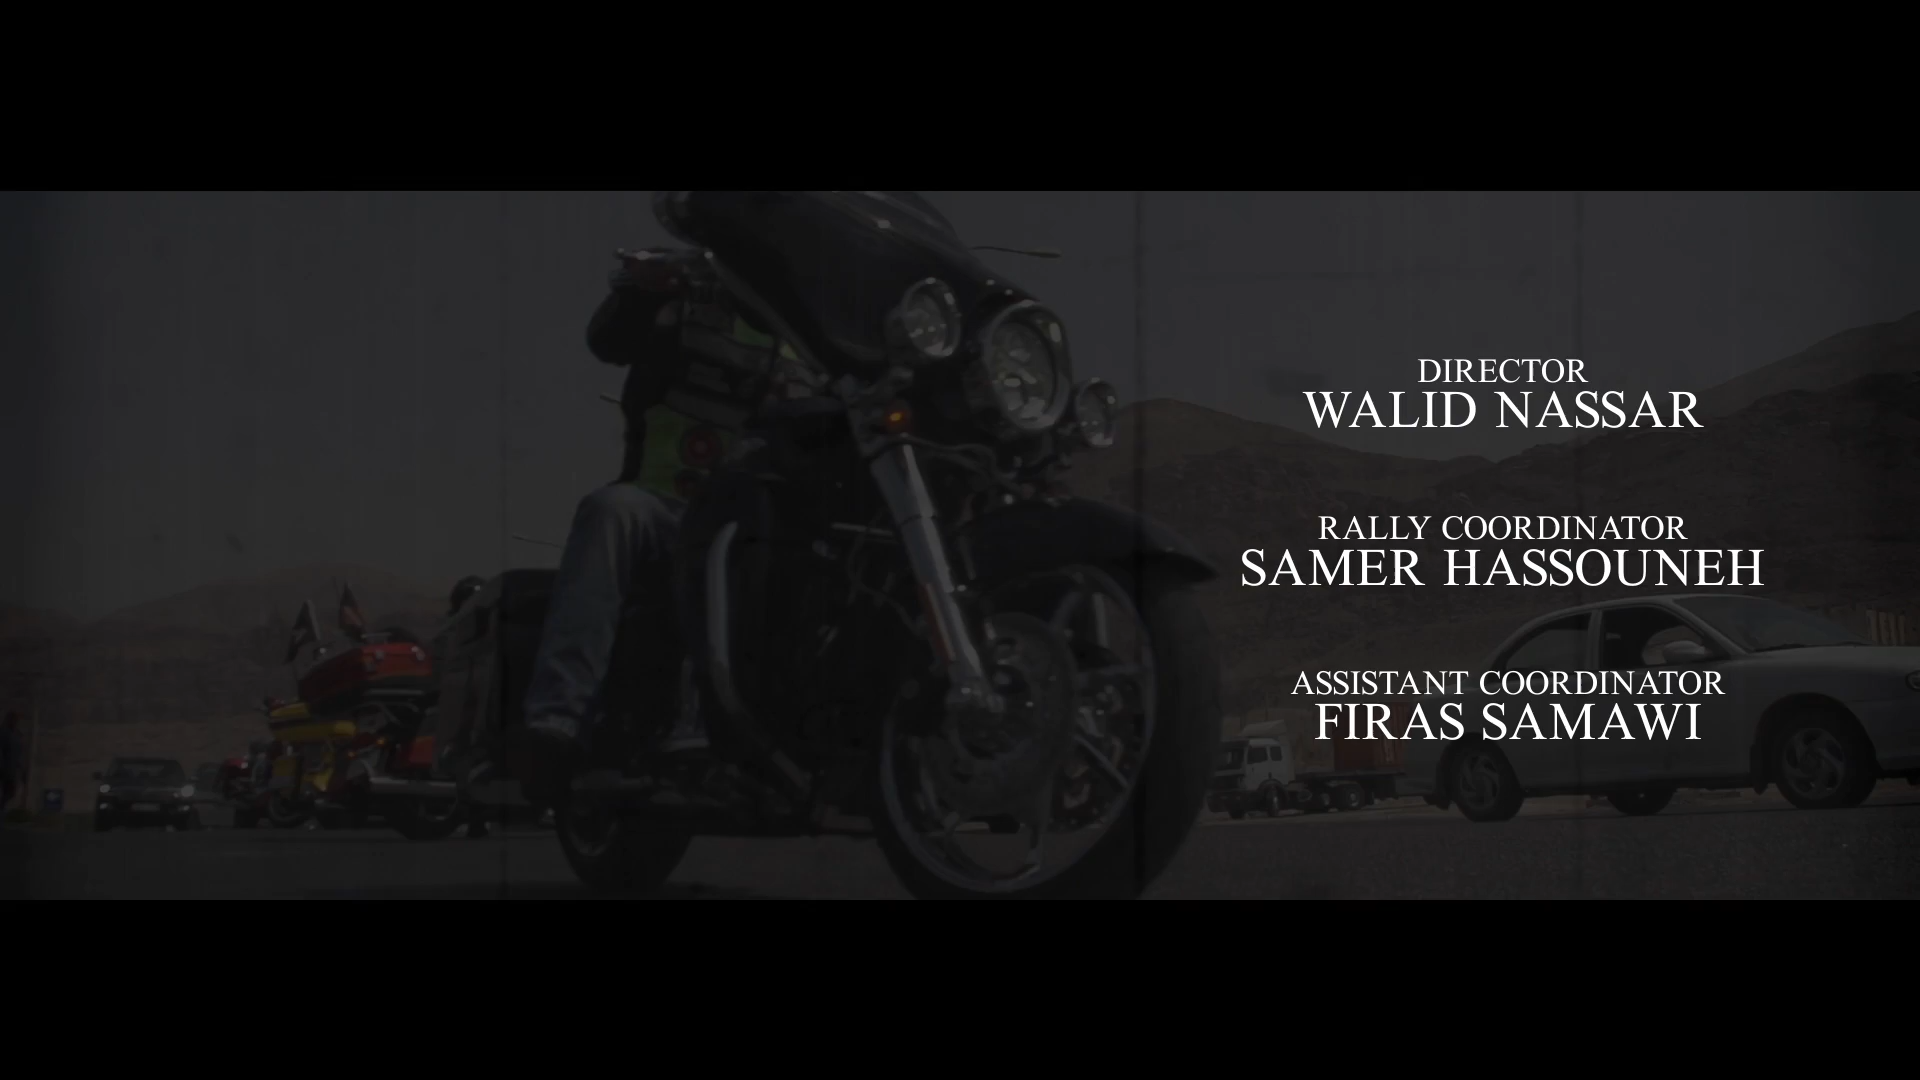 DIRECTOR
WALID NASSAR
RALLY COORDINATOR
SAMER HASSOUNEH
ASSISTANT COORDINATOR
FIRAS SAMAWI